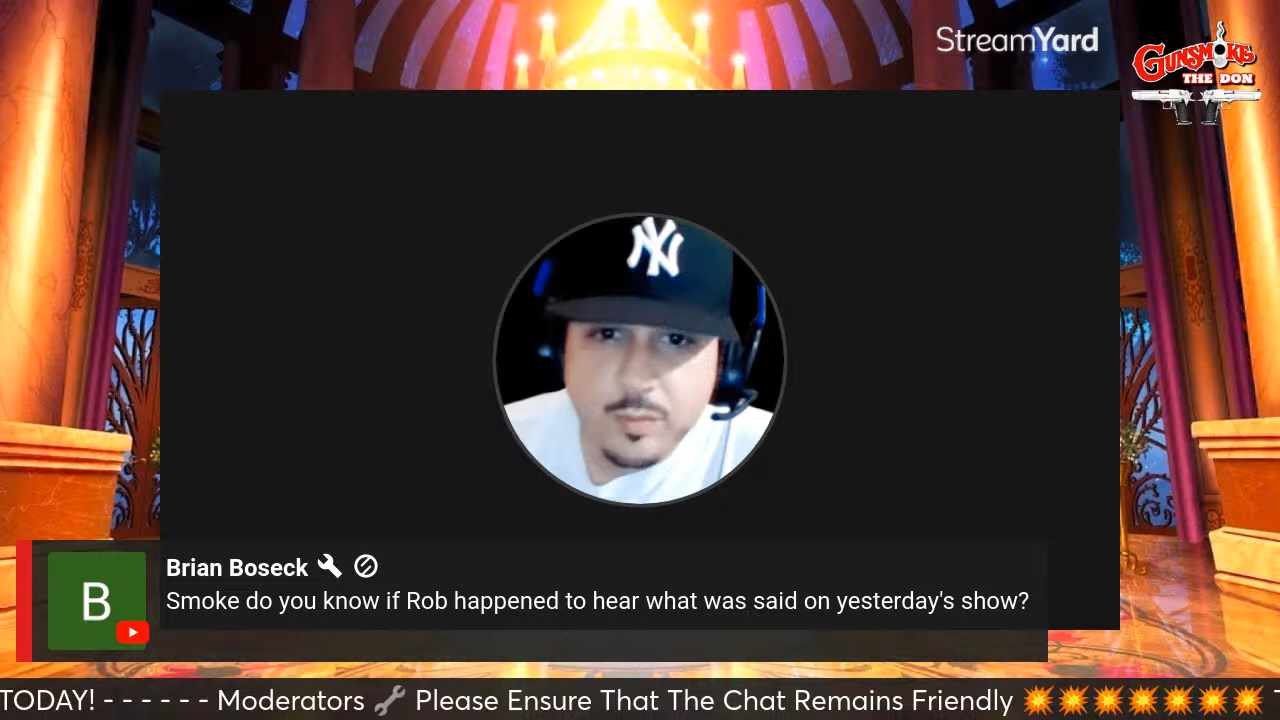 StreamYard
GUNSMOKE
THE DON
NY
B
Brian Boseck
Smoke do you know if Rob happened to hear what was said on yesterday's show?
TODAY! - - - - - - Moderators 🔧 Please Ensure That The Chat Remains Friendly 💥💥💥💥💥💥💥